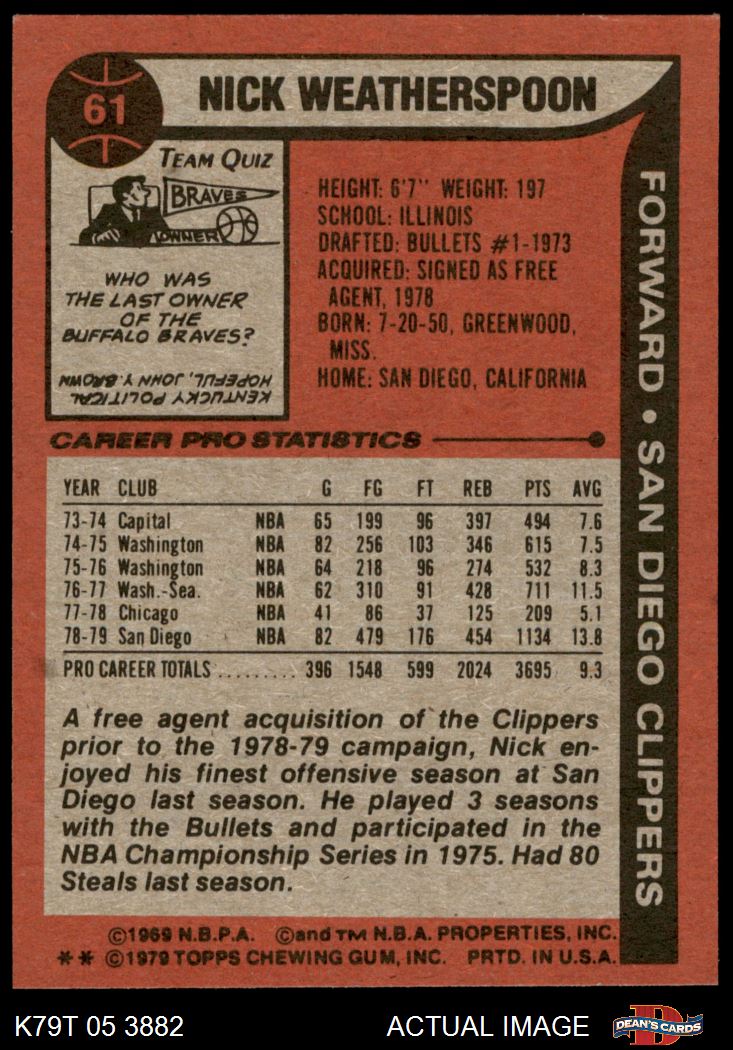 61
NICK WEATHERSPOON
TEAM QUIZ
BRAVES
OWNER
WHO WAS
THE LAST OWNER
OF THE
BUFFALO BRAVES?
KENTUCKY POLITICAL
HOPEFUL, JOHN Y. BROWN
HEIGHT: 6'7" WEIGHT: 197
SCHOOL: ILLINOIS
DRAFTED: BULLETS #1-1973
ACQUIRED: SIGNED AS FREE
AGENT, 1978
BORN: 7-20-50, GREENWOOD,
MISS.
HOME: SAN DIEGO, CALIFORNIA
FORWARD • SAN DIEGO CLIPPERS
CAREER PRO STATISTICS
YEAR CLUB G FG FT REB PTS AVG
73-74 Capital NBA 65 199 96 397 494 7.6
74-75 Washington NBA 82 256 103 346 615 7.5
75-76 Washington NBA 64 218 96 274 532 8.3
76-77 Wash.-Sea. NBA 62 310 91 428 711 11.5
77-78 Chicago NBA 41 86 37 125 209 5.1
78-79 San Diego NBA 82 479 176 454 1134 13.8
PRO CAREER TOTALS ......... 396 1548 599 2024 3695 9.3
A free agent acquisition of the Clippers
prior to the 1978-79 campaign, Nick en-
joyed his finest offensive season at San
Diego last season. He played 3 seasons
with the Bullets and participated in the
NBA Championship Series in 1975. Had 80
Steals last season.
©1969 N.B.P.A. ©and TM N.B.A. PROPERTIES, INC.
** ©1979 TOPPS CHEWING GUM, INC. PRTD. IN U.S.A.
K79T 05 3882 ACTUAL IMAGE
D
DEAN'S CARDS